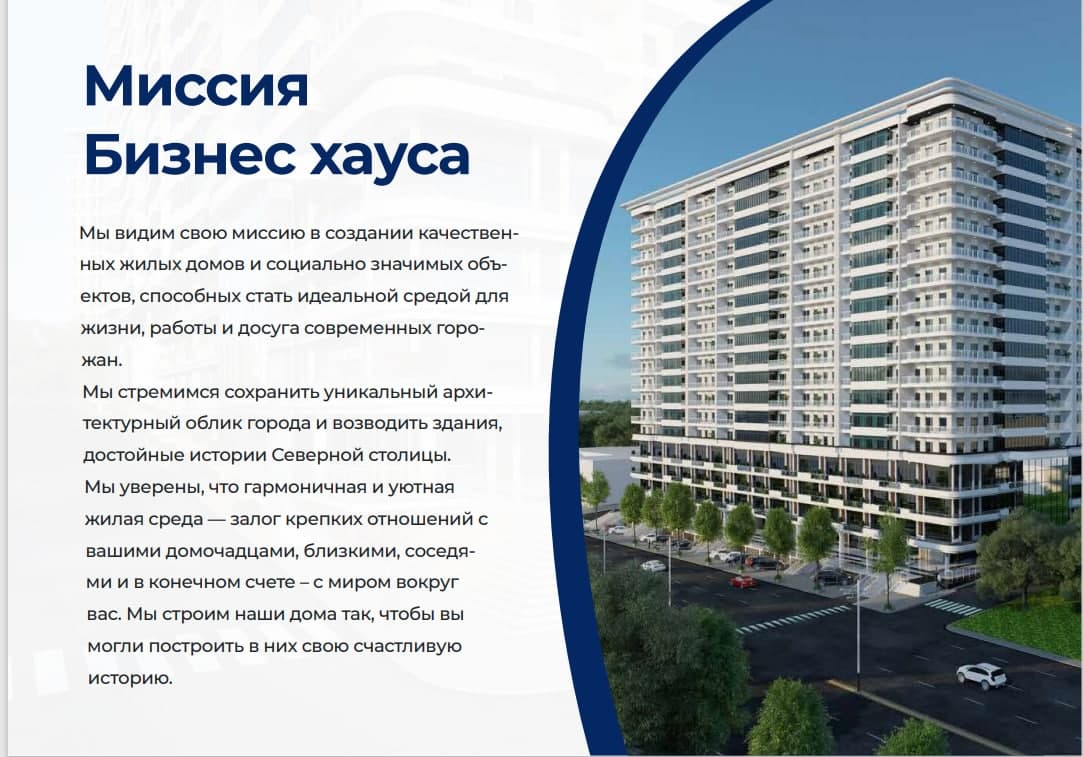 Миссия
Бизнес хауса
Мы видим свою миссию в создании качествен-
ных жилых домов и социально значимых объ-
ектов, способных стать идеальной средой для
жизни, работы и досуга современных горо-
жан.
Мы стремимся сохранить уникальный архи-
тектурный облик города и возводить здания,
достойные истории Северной столицы.
Мы уверены, что гармоничная и уютная
жилая среда — залог крепких отношений с
вашими домочадцами, близкими, соседя-
ми и в конечном счете – с миром вокруг
вас. Мы строим наши дома так, чтобы вы
могли построить в них свою счастливую
историю.